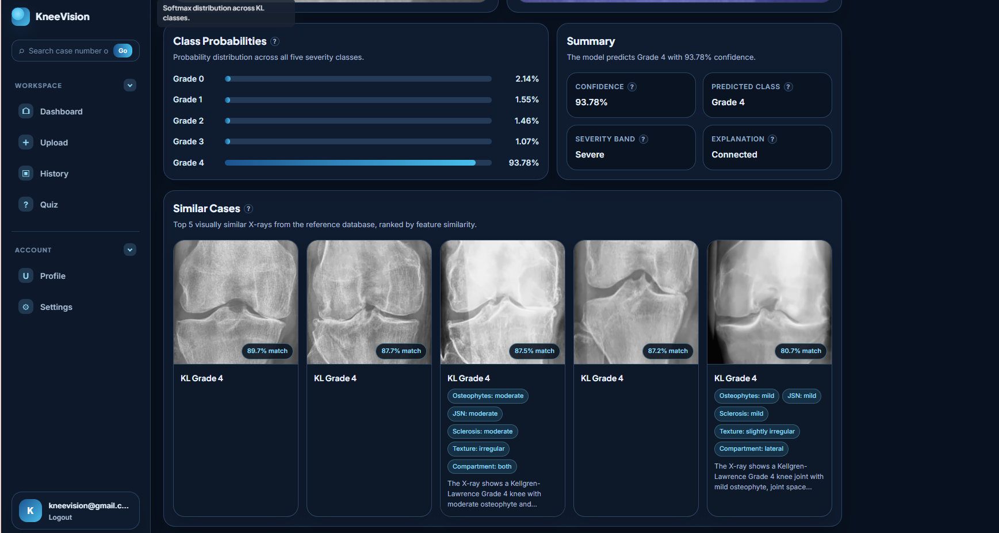 KneeVision
Search case number o
Go
WORKSPACE
Dashboard
+
Upload
History
?
Quiz
ACCOUNT
U
Profile
Settings
K
kneevision@gmail.c...
Logout
Softmax distribution across KL
classes.
Class Probabilities ?
Probability distribution across all five severity classes.
Grade 0 2.14%
Grade 1 1.55%
Grade 2 1.46%
Grade 3 1.07%
Grade 4 93.78%
Summary
The model predicts Grade 4 with 93.78% confidence.
CONFIDENCE ?
93.78%
PREDICTED CLASS ?
Grade 4
SEVERITY BAND ?
Severe
EXPLANATION ?
Connected
Similar Cases ?
Top 5 visually similar X-rays from the reference database, ranked by feature similarity.
89.7% match
KL Grade 4
87.7% match
KL Grade 4
87.5% match
KL Grade 4
Osteophytes: moderate
JSN: moderate
Sclerosis: moderate
Texture: irregular
Compartment: both
The X-ray shows a Kellgren-
Lawrence Grade 4 knee with
moderate osteophyte and...
87.2% match
KL Grade 4
80.7% match
KL Grade 4
Osteophytes: mild
JSN: mild
Sclerosis: mild
Texture: slightly irregular
Compartment: lateral
The X-ray shows a Kellgren-
Lawrence Grade 4 knee joint with
mild osteophyte, joint space...